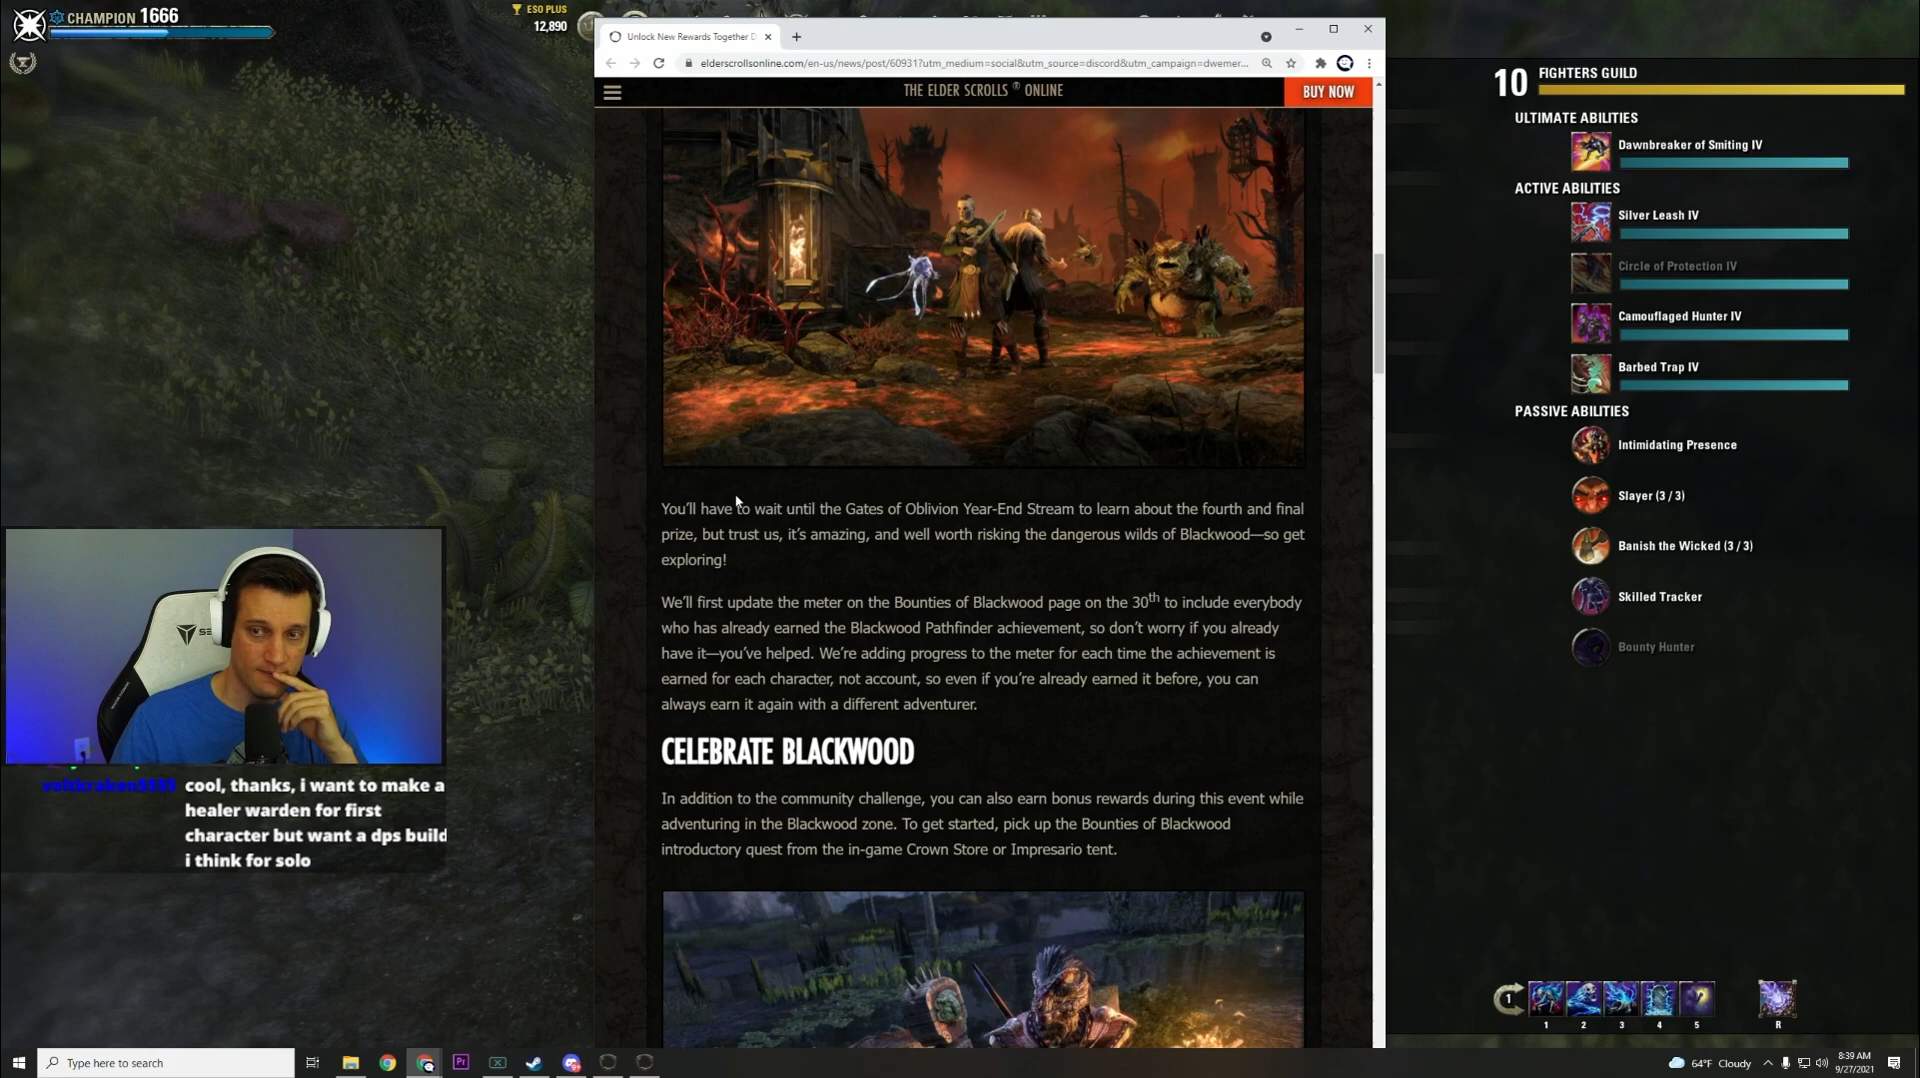 CHAMPION 1666
ESO PLUS
12,890
Unlock New Rewards Together D
elderscrollsonline.com/en-us/news/post/60931?utm_medium=social&utm_source=discord&utm_campaign=dwemer...
THE ELDER SCROLLS ® ONLINE
BUY NOW
You'll have to wait until the Gates of Oblivion Year-End Stream to learn about the fourth and final
prize, but trust us, it's amazing, and well worth risking the dangerous wilds of Blackwood—so get
exploring!
We'll first update the meter on the Bounties of Blackwood page on the 30th to include everybody
who has already earned the Blackwood Pathfinder achievement, so don't worry if you already
have it—you've helped. We're adding progress to the meter for each time the achievement is
earned for each character, not account, so even if you're already earned it before, you can
always earn it again with a different adventurer.
CELEBRATE BLACKWOOD
In addition to the community challenge, you can also earn bonus rewards during this event while
adventuring in the Blackwood zone. To get started, pick up the Bounties of Blackwood
introductory quest from the in-game Crown Store or Impresario tent.
10 FIGHTERS GUILD
ULTIMATE ABILITIES
Dawnbreaker of Smiting IV
ACTIVE ABILITIES
Silver Leash IV
Circle of Protection IV
Camouflaged Hunter IV
Barbed Trap IV
PASSIVE ABILITIES
Intimidating Presence
Slayer (3 / 3)
Banish the Wicked (3 / 3)
Skilled Tracker
Bounty Hunter
1
1 2 3 4 5 R
cool, thanks, i want to make a
healer warden for first
character but want a dps build
i think for solo
Type here to search
Pr
64°F Cloudy
8:39 AM
9/27/2021